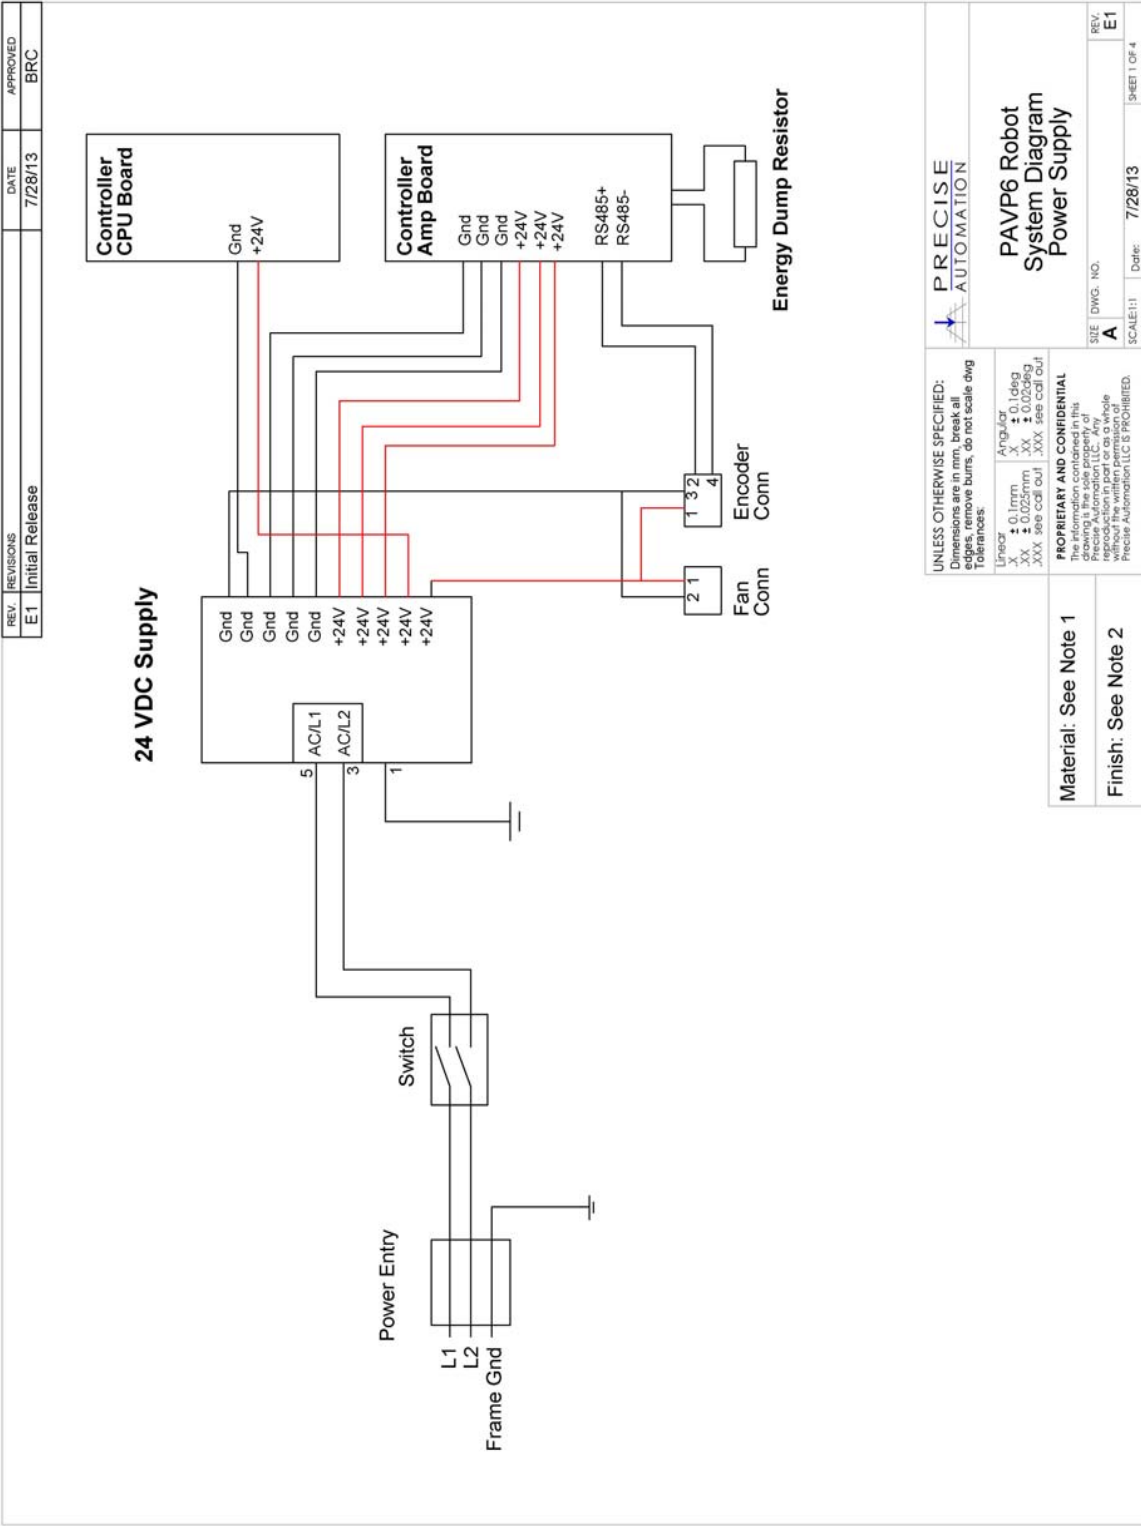 REV. REVISIONS DATE APPROVED
E1 Initial Release 7/28/13 BRC
24 VDC Supply
Controller
CPU Board
Gnd
+24V
Controller
Amp Board
Gnd
Gnd
Gnd
+24V
+24V
+24V
RS485+
RS485-
Energy Dump Resistor
Gnd
Gnd
Gnd
Gnd
Gnd
+24V
+24V
+24V
+24V
+24V
5 AC/L1
3 AC/L2
1
Switch
Power Entry
L1
L2
Frame Gnd
2 1
Fan
Conn
1 3 2
4
Encoder
Conn
Material: See Note 1
Finish: See Note 2
UNLESS OTHERWISE SPECIFIED:
Dimensions are in mm, break all
edges, remove burrs, do not scale dwg
Tolerances:
Linear Angular
.X ± 0.1mm .X ± 0.1deg
.XX ± 0.025mm .XX ± 0.02deg
.XXX see call out .XXX see call out
PROPRIETARY AND CONFIDENTIAL
The information contained in this
drawing is the sole property of
Precise Automation LLC. Any
reproduction in part or as a whole
without the written permission of
Precise Automation LLC IS PROHIBITED.
PRECISE
AUTOMATION
PAVP6 Robot
System Diagram
Power Supply
SIZE DWG. NO. REV.
A E1
SCALE:1:1 Date: 7/28/13 SHEET 1 OF 4